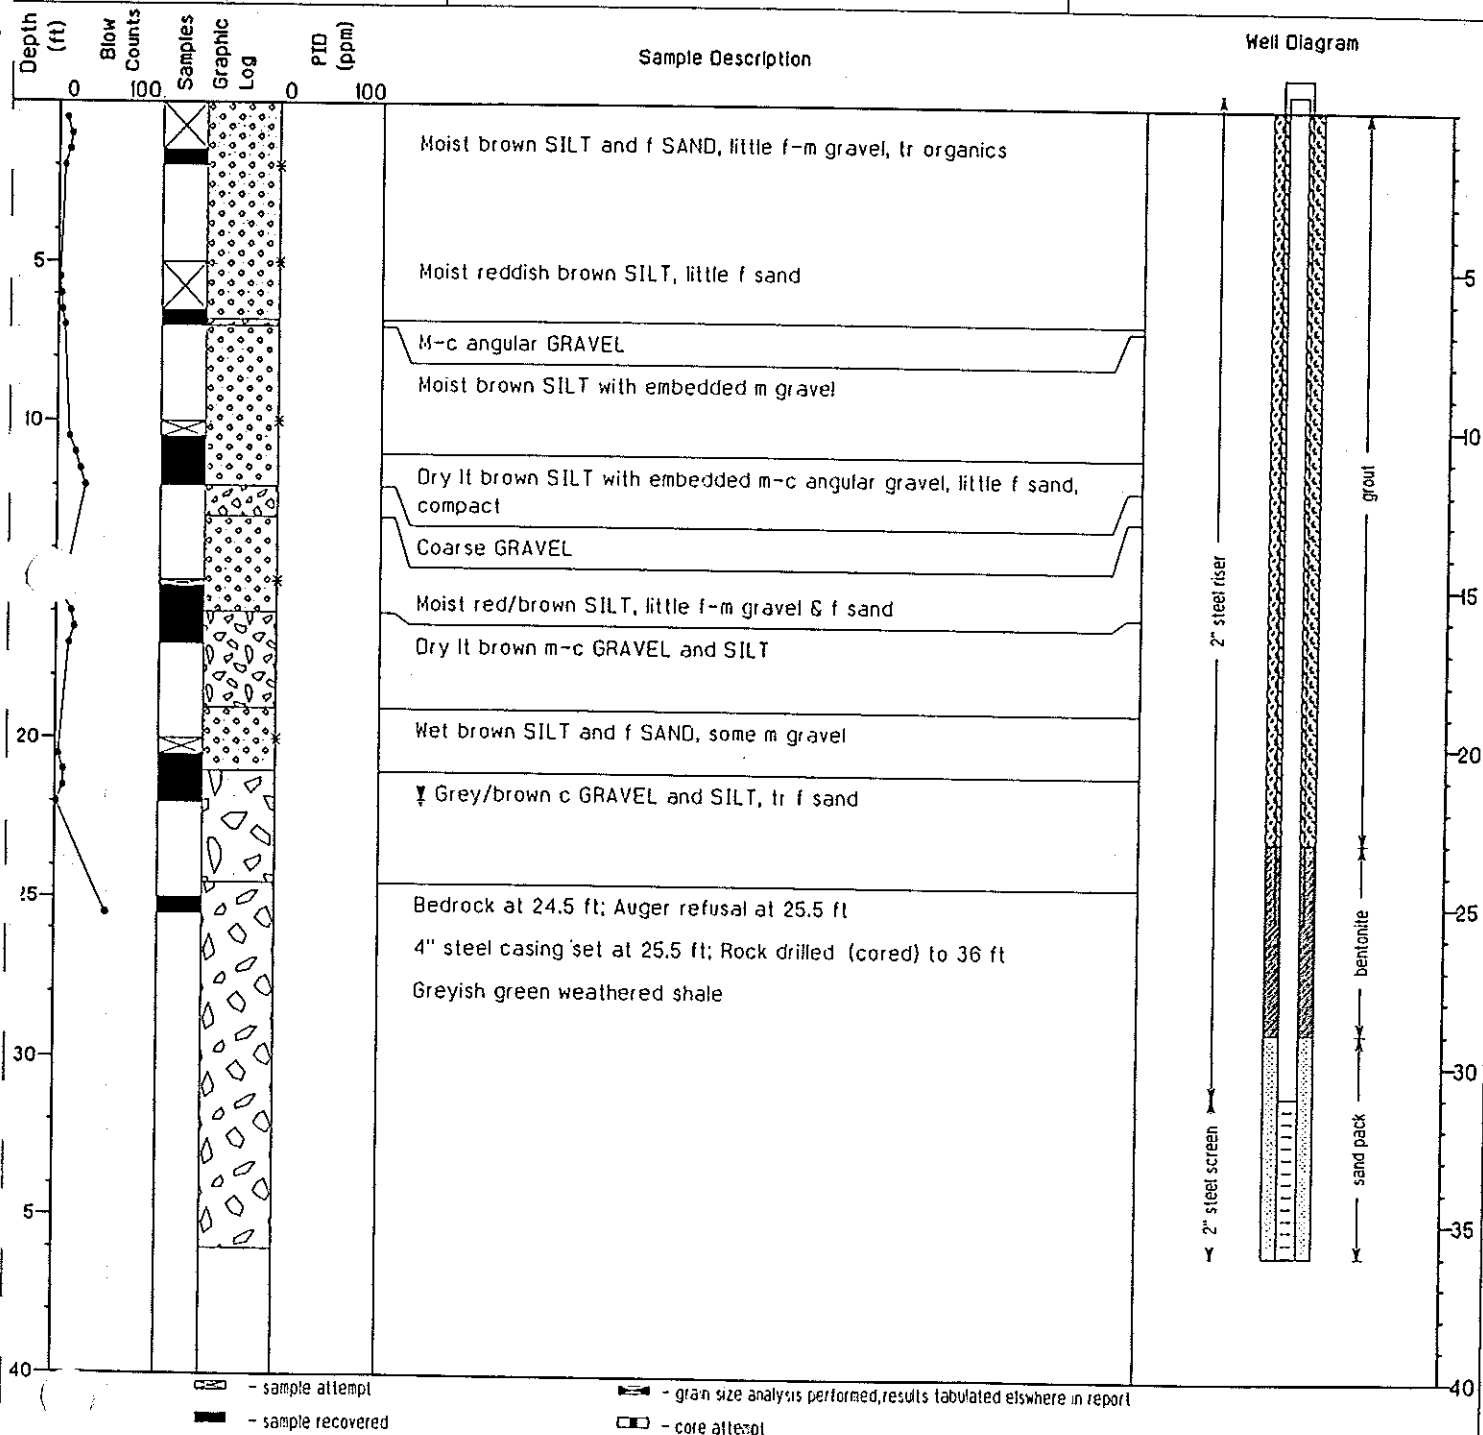 Depth (ft)
Blow Counts
Samples
Graphic Log
PID (ppm)
Sample Description
Well Diagram
0 100
0 100
Moist brown SILT and f SAND, little f-m gravel, tr organics
5
Moist reddish brown SILT, little f sand
5
M-c angular GRAVEL
Moist brown SILT with embedded m gravel
10
10
Dry lt brown SILT with embedded m-c angular gravel, little f sand,
compact
grout
Coarse GRAVEL
2" steel riser
15
Moist red/brown SILT, little f-m gravel & f sand
Dry lt brown m-c GRAVEL and SILT
20
Wet brown SILT and f SAND, some m gravel
20
Grey/brown c GRAVEL and SILT, tr f sand
25
Bedrock at 24.5 ft; Auger refusal at 25.5 ft
25
bentonite
4" steel casing set at 25.5 ft; Rock drilled (cored) to 36 ft
Greyish green weathered shale
30
30
2" steel screen
sand pack
5
35
40
40
- sample attempt
- grain size analysis performed,results tabulated elswhere in report
- sample recovered
- core attempt